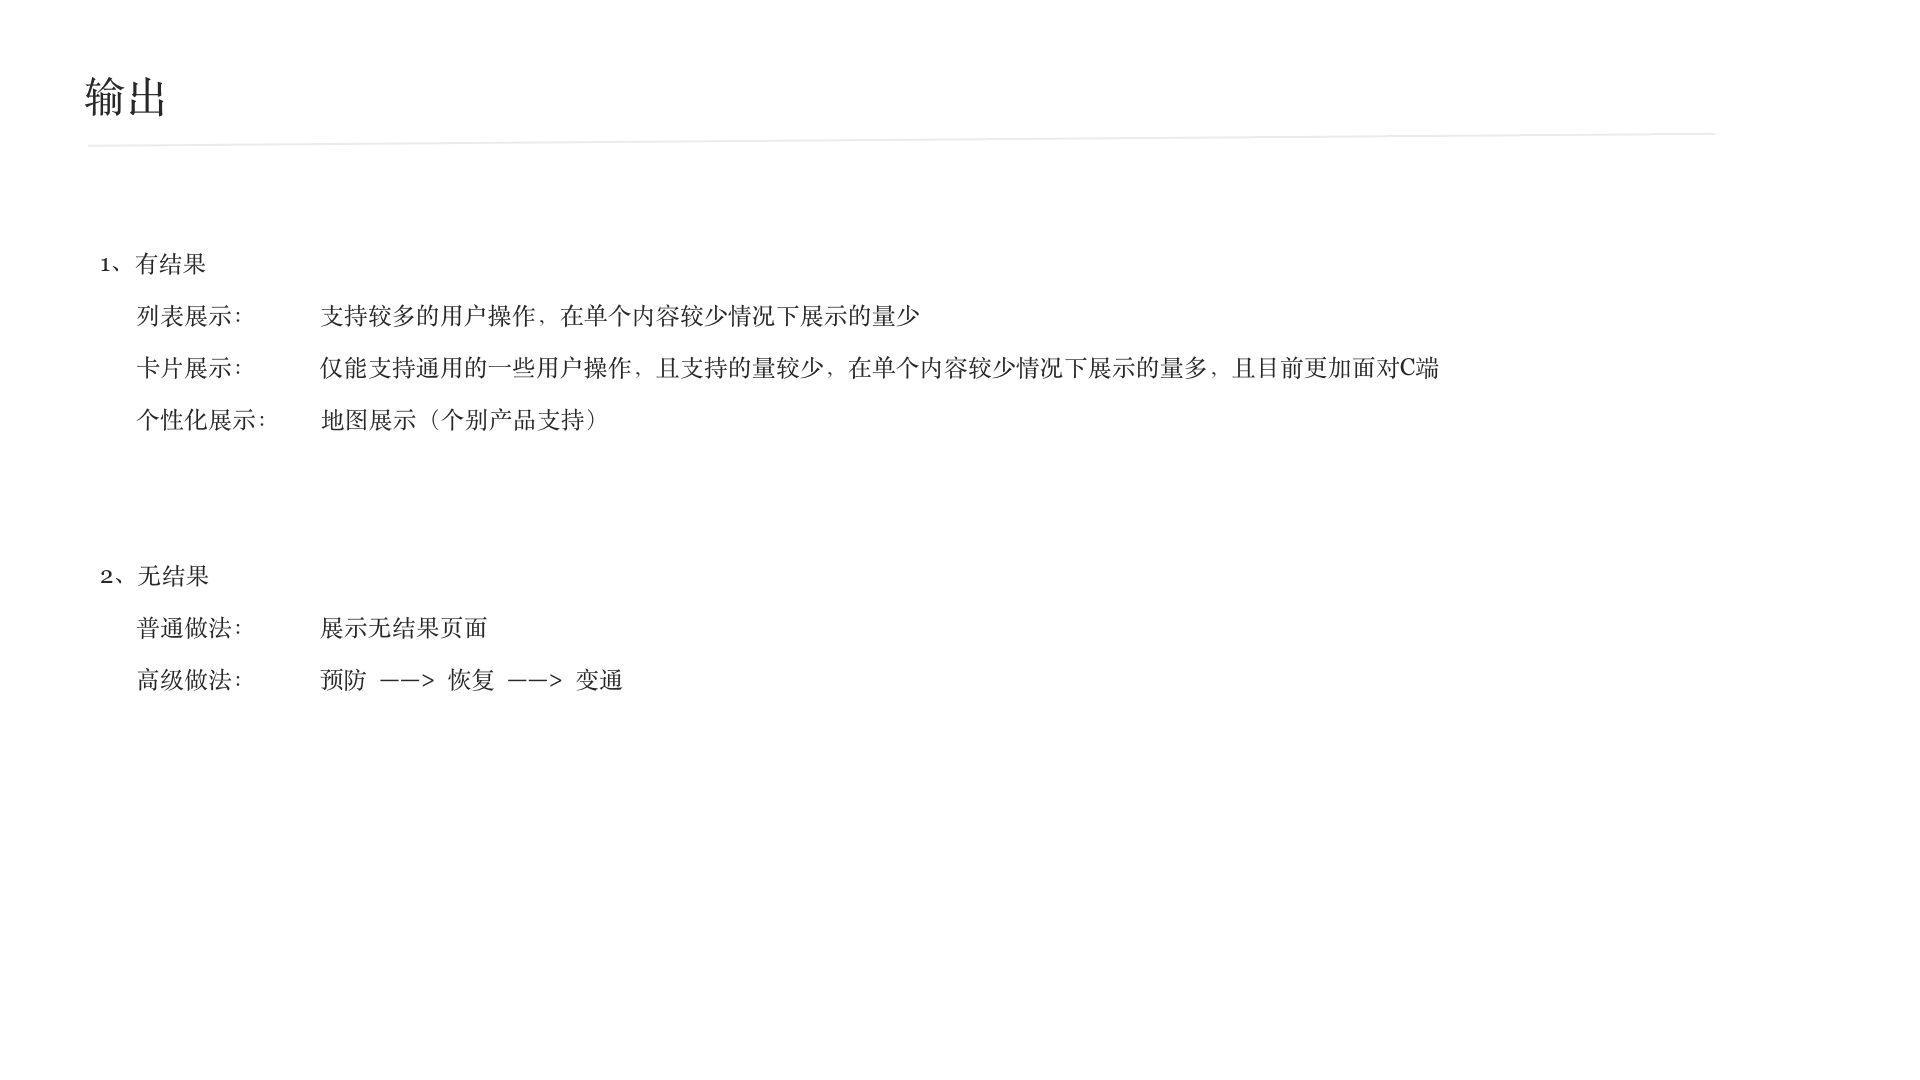 输出
1、有结果
列表展示： 支持较多的用户操作，在单个内容较少情况下展示的量少
卡片展示： 仅能支持通用的一些用户操作，且支持的量较少，在单个内容较少情况下展示的量多，且目前更加面对C端
个性化展示： 地图展示（个别产品支持）
2、无结果
普通做法： 展示无结果页面
高级做法： 预防 ——> 恢复 ——> 变通